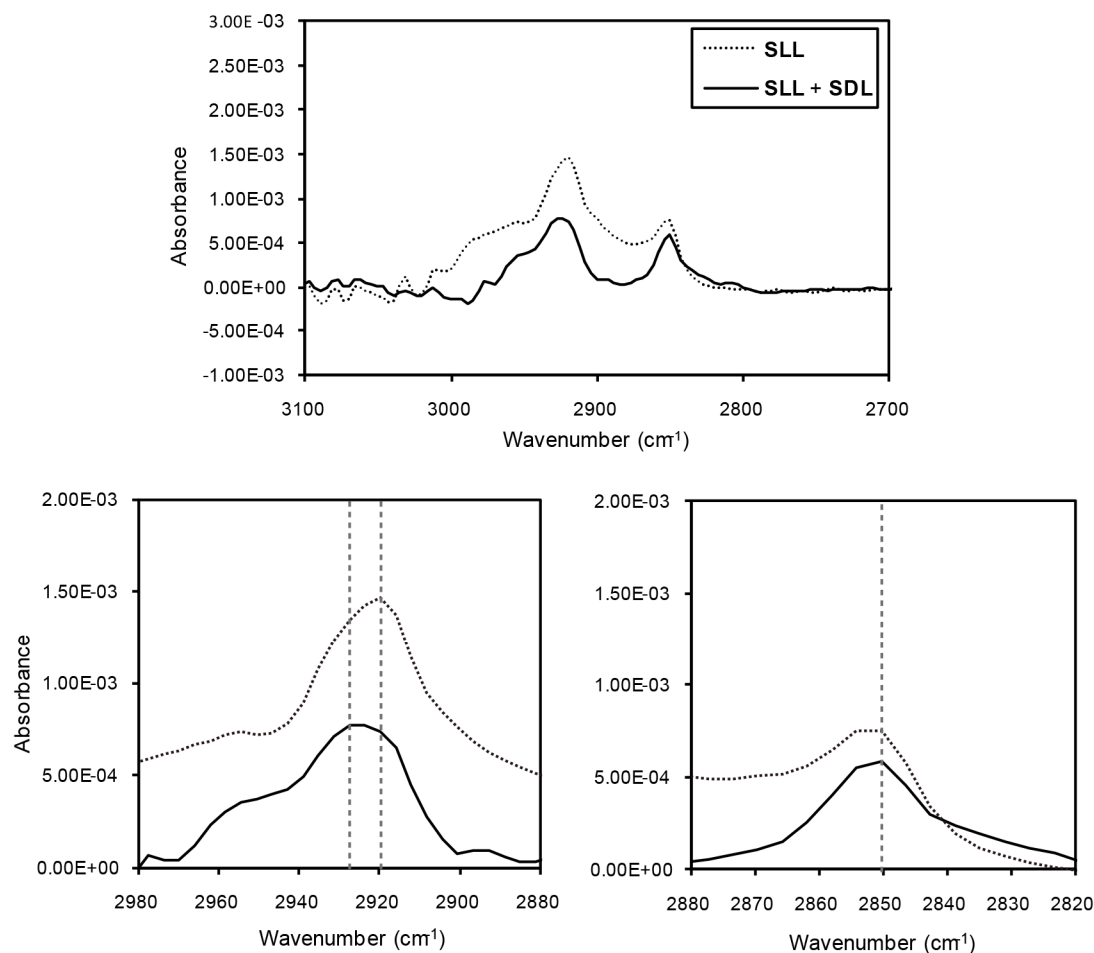 3.00E -03
2.50E-03
2.00E-03
1.50E-03
1.00E-03
5.00E-04
0.00E+00
-5.00E-04
-1.00E-03
Absorbance
SLL
SLL + SDL
3100 3000 2900 2800 2700
Wavenumber (cm-1)
2.00E-03
1.50E-03
1.00E-03
5.00E-04
0.00E+00
Absorbance
2980 2960 2940 2920 2900 2880
Wavenumber (cm-1)
2.00E-03
1.50E-03
1.00E-03
5.00E-04
0.00E+00
2880 2870 2860 2850 2840 2830 2820
Wavenumber (cm-1)